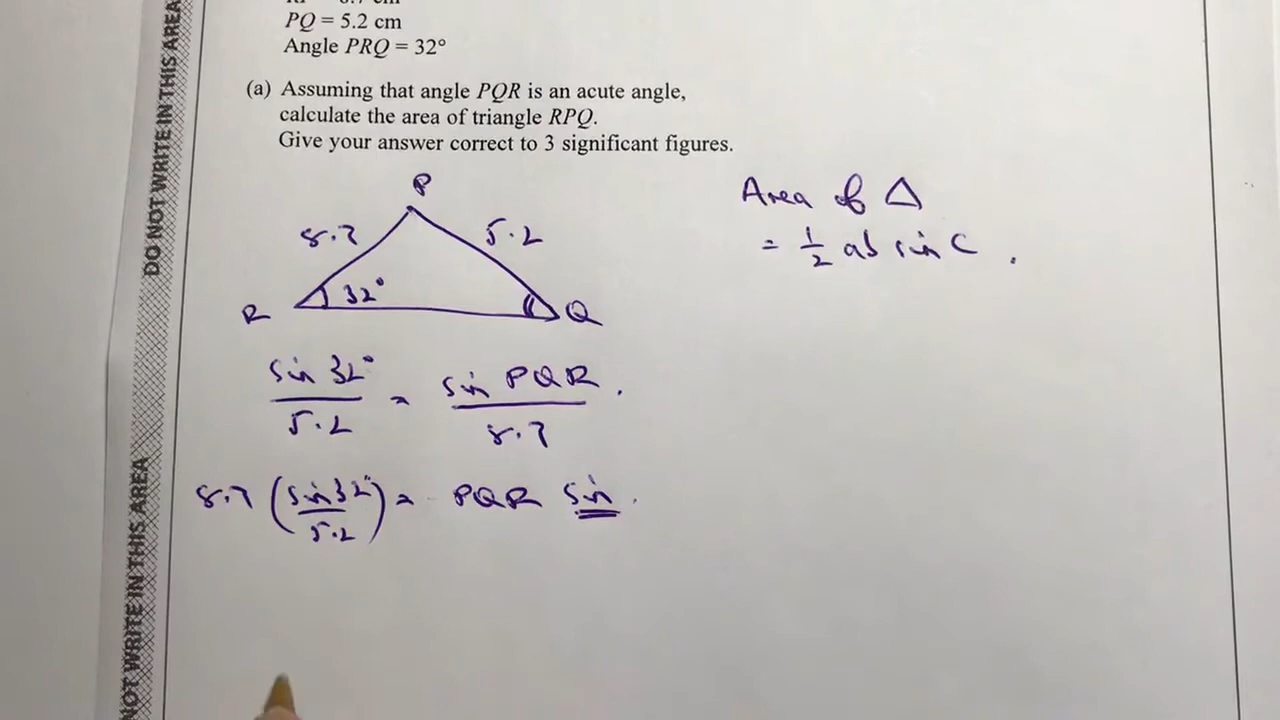 PQ = 5.2 cm
Angle PRQ = 32°
(a) Assuming that angle PQR is an acute angle,
calculate the area of triangle RPQ.
Give your answer correct to 3 significant figures.
DO NOT WRITE IN THIS AREA
P
8.7
5.2
32°
R
Q
Area of △
= 1/2 ab sin C.
sin 32° / 5.2 = sin PQR / 8.7.
8.7 (sin 32° / 5.2) = PQR sin.
NOT WRITE IN THIS AREA